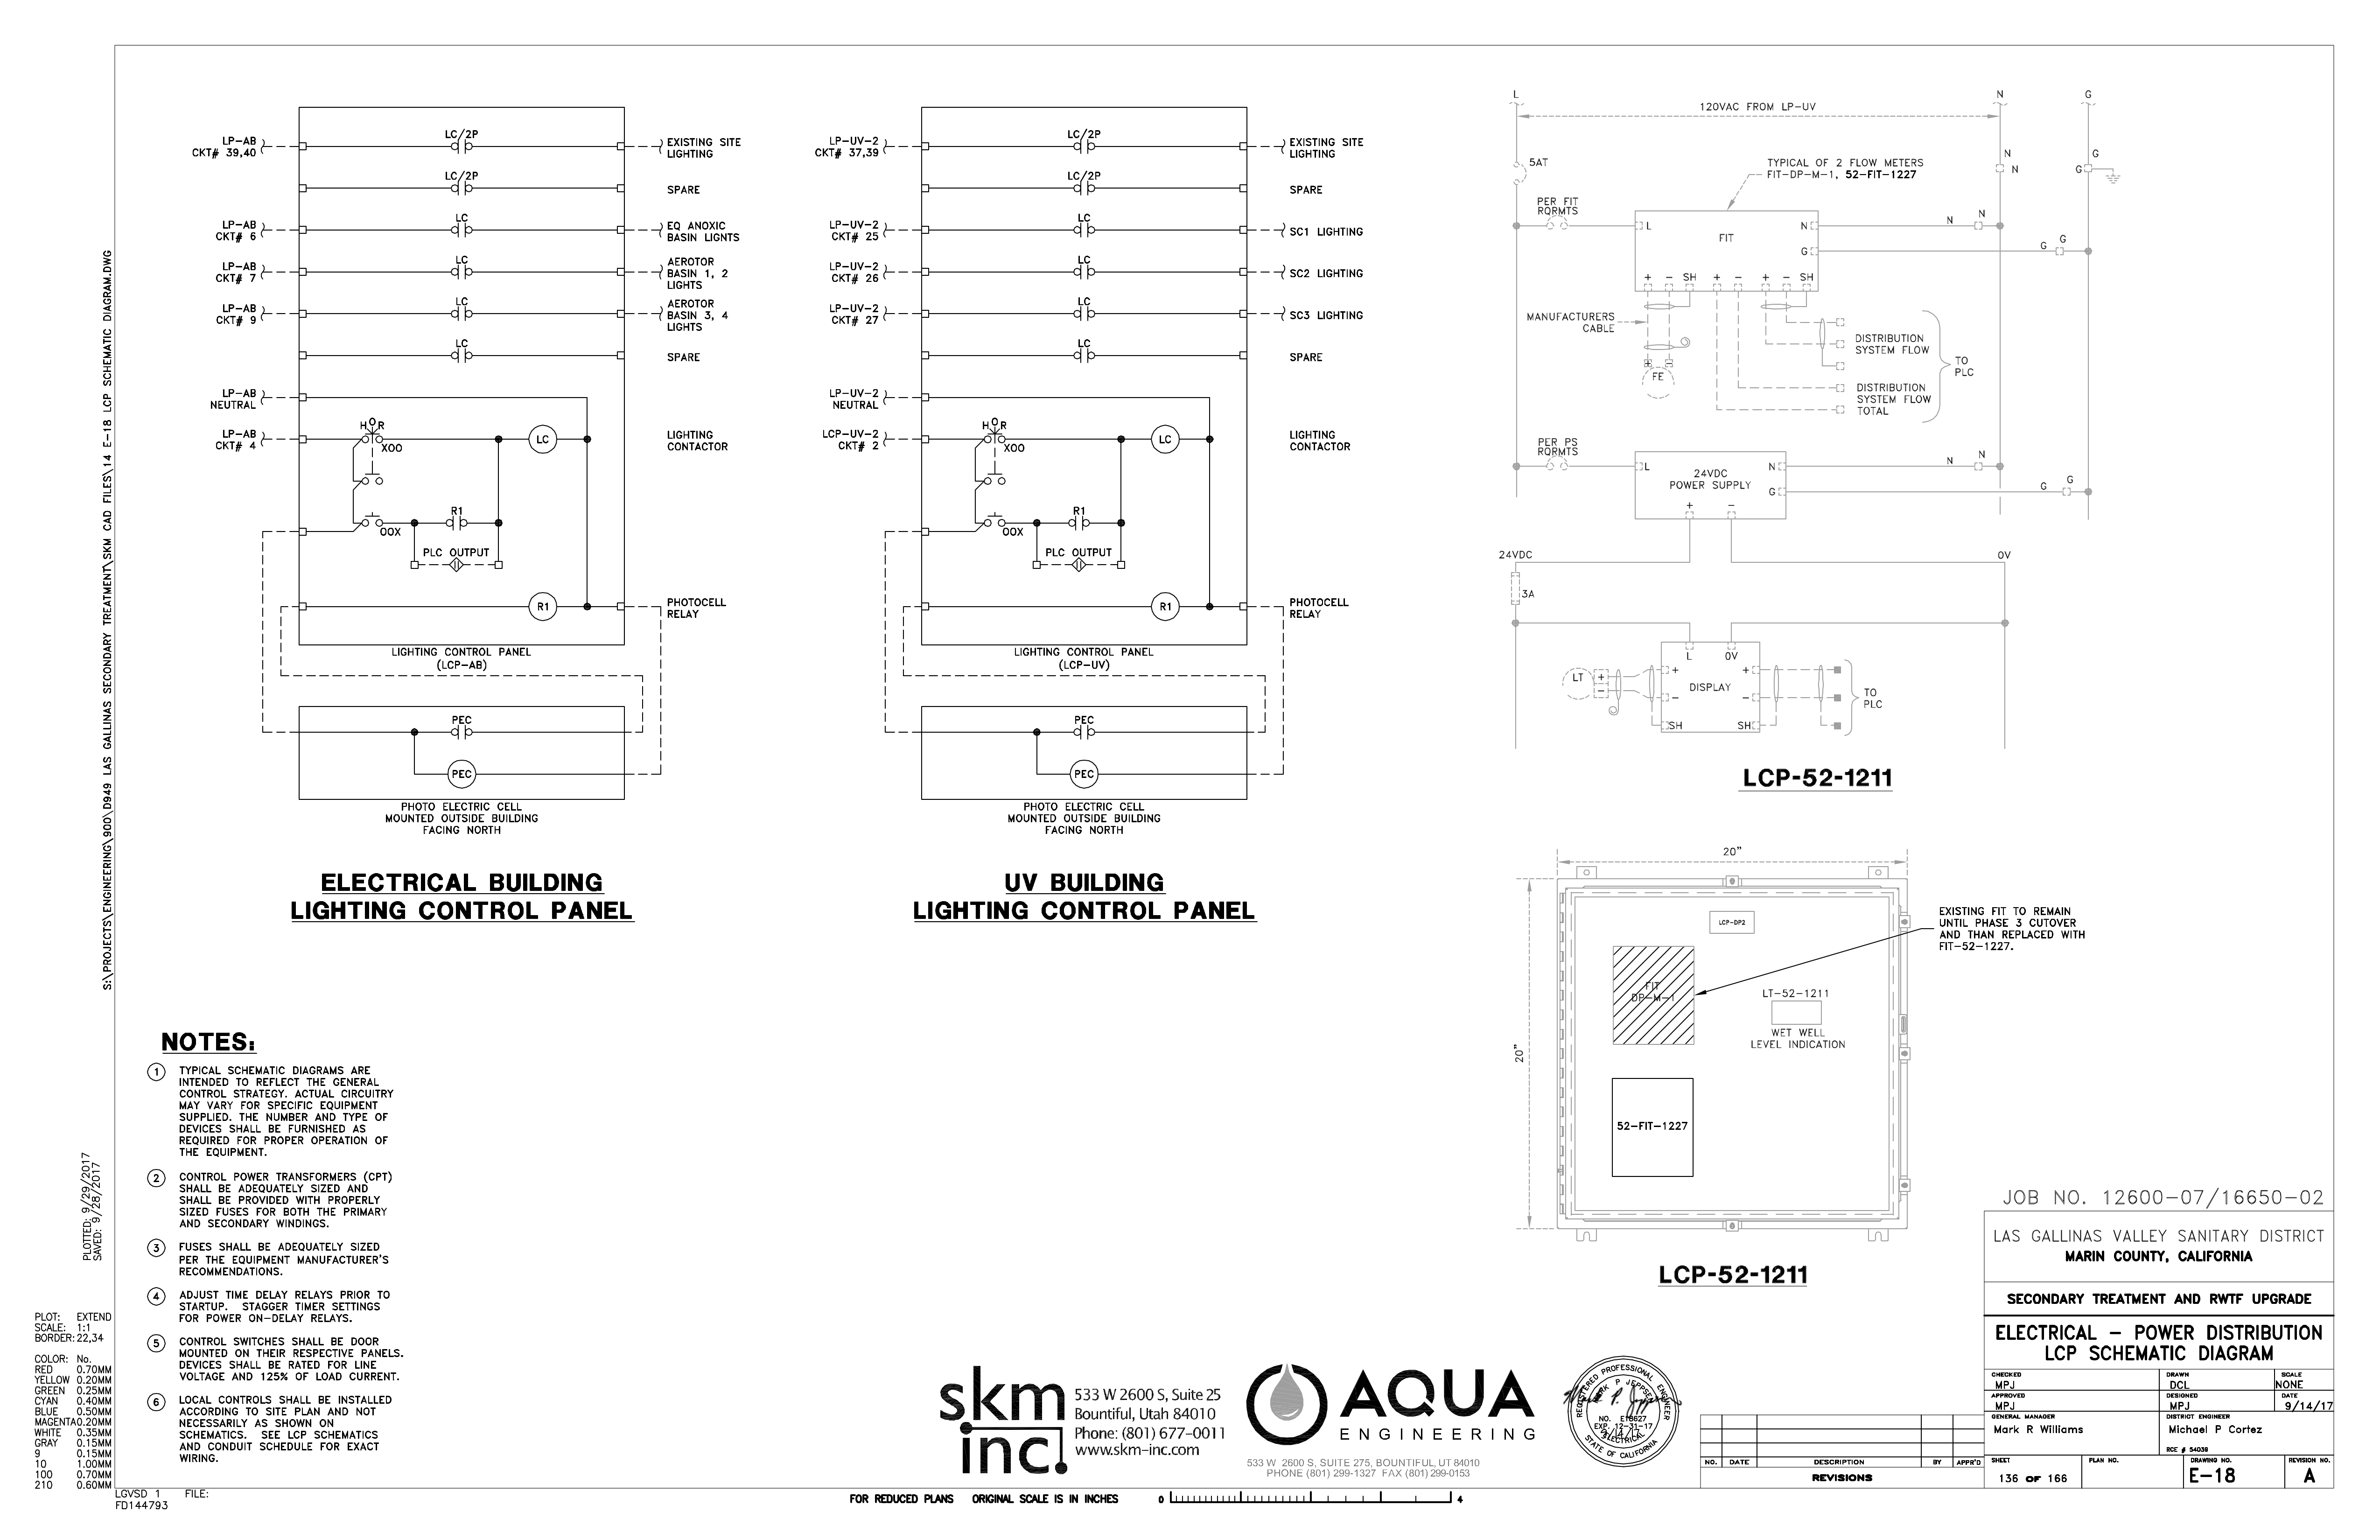 LP-AB
CKT# 39,40
LC/2P
EXISTING SITE
LIGHTING
LC/2P
SPARE
LP-AB
CKT# 6
LC
EQ ANOXIC
BASIN LIGNTS
LP-AB
CKT# 7
LC
AEROTOR
BASIN 1, 2
LIGHTS
LP-AB
CKT# 9
LC
AEROTOR
BASIN 3, 4
LIGHTS
LC
SPARE
LP-AB
NEUTRAL
LP-AB
CKT# 4
H O R
XOO
LC
LIGHTING
CONTACTOR
R1
OOX
PLC OUTPUT
R1
PHOTOCELL
RELAY
LIGHTING CONTROL PANEL
(LCP-AB)
PEC
PEC
PHOTO ELECTRIC CELL
MOUNTED OUTSIDE BUILDING
FACING NORTH
ELECTRICAL BUILDING
LIGHTING CONTROL PANEL
LP-UV-2
CKT# 37,39
LC/2P
EXISTING SITE
LIGHTING
LC/2P
SPARE
LP-UV-2
CKT# 25
LC
SC1 LIGHTING
LP-UV-2
CKT# 26
LC
SC2 LIGHTING
LP-UV-2
CKT# 27
LC
SC3 LIGHTING
LC
SPARE
LP-UV-2
NEUTRAL
LCP-UV-2
CKT# 2
H O R
XOO
LC
LIGHTING
CONTACTOR
R1
OOX
PLC OUTPUT
R1
PHOTOCELL
RELAY
LIGHTING CONTROL PANEL
(LCP-UV)
PEC
PEC
PHOTO ELECTRIC CELL
MOUNTED OUTSIDE BUILDING
FACING NORTH
UV BUILDING
LIGHTING CONTROL PANEL
L
N
G
120VAC FROM LP-UV
5AT
N
N
G
G
TYPICAL OF 2 FLOW METERS
FIT-DP-M-1, 52-FIT-1227
PER FIT
RQRMTS
L
FIT
N
N
N
G
G
G
+ − SH + − + − SH
MANUFACTURERS
CABLE
+ −
FE
DISTRIBUTION
SYSTEM FLOW
DISTRIBUTION
SYSTEM FLOW
TOTAL
TO
PLC
PER PS
RQRMTS
L
24VDC
POWER SUPPLY
N
N
N
G
G
G
+ −
24VDC
0V
3A
L
0V
LT
+
−
+
−
SH
DISPLAY
+
−
SH
TO
PLC
LCP-52-1211
20"
20"
LCP-DP2
FIT
DP-M-1
LT-52-1211
WET WELL
LEVEL INDICATION
52-FIT-1227
EXISTING FIT TO REMAIN
UNTIL PHASE 3 CUTOVER
AND THAN REPLACED WITH
FIT-52-1227.
LCP-52-1211
NOTES:
1 TYPICAL SCHEMATIC DIAGRAMS ARE
INTENDED TO REFLECT THE GENERAL
CONTROL STRATEGY. ACTUAL CIRCUITRY
MAY VARY FOR SPECIFIC EQUIPMENT
SUPPLIED. THE NUMBER AND TYPE OF
DEVICES SHALL BE FURNISHED AS
REQUIRED FOR PROPER OPERATION OF
THE EQUIPMENT.
2 CONTROL POWER TRANSFORMERS (CPT)
SHALL BE ADEQUATELY SIZED AND
SHALL BE PROVIDED WITH PROPERLY
SIZED FUSES FOR BOTH THE PRIMARY
AND SECONDARY WINDINGS.
3 FUSES SHALL BE ADEQUATELY SIZED
PER THE EQUIPMENT MANUFACTURER'S
RECOMMENDATIONS.
4 ADJUST TIME DELAY RELAYS PRIOR TO
STARTUP. STAGGER TIMER SETTINGS
FOR POWER ON-DELAY RELAYS.
5 CONTROL SWITCHES SHALL BE DOOR
MOUNTED ON THEIR RESPECTIVE PANELS.
DEVICES SHALL BE RATED FOR LINE
VOLTAGE AND 125% OF LOAD CURRENT.
6 LOCAL CONTROLS SHALL BE INSTALLED
ACCORDING TO SITE PLAN AND NOT
NECESSARILY AS SHOWN ON
SCHEMATICS. SEE LCP SCHEMATICS
AND CONDUIT SCHEDULE FOR EXACT
WIRING.
S:\PROJECTS\ENGINEERING\900\D949 LAS GALLINAS SECONDARY TREATMENT\SKM CAD FILES\14 E-18 LCP SCHEMATIC DIAGRAM.DWG
PLOTTED: 9/29/2017
SAVED: 9/28/2017
PLOT: EXTEND
SCALE: 1:1
BORDER: 22,34
COLOR: No.
RED 0.70MM
YELLOW 0.20MM
GREEN 0.25MM
CYAN 0.40MM
BLUE 0.50MM
MAGENTA 0.20MM
WHITE 0.35MM
GRAY 0.15MM
9 0.15MM
10 1.00MM
100 0.70MM
210 0.60MM
LGVSD 1 FILE:
FD144793
skm
inc.
533 W 2600 S, Suite 25
Bountiful, Utah 84010
Phone: (801) 677-0011
www.skm-inc.com
AQUA
ENGINEERING
533 W 2600 S, SUITE 275, BOUNTIFUL, UT 84010
PHONE (801) 299-1327 FAX (801) 299-0153
REGISTERED PROFESSIONAL ENGINEER
MARK P JEPPSEN
NO. E18627
EXP. 12-31-17
9/14/17
ELECTRICAL
STATE OF CALIFORNIA
FOR REDUCED PLANS ORIGINAL SCALE IS IN INCHES 0 4
NO. DATE DESCRIPTION BY APPR'D
REVISIONS
JOB NO. 12600-07/16650-02
LAS GALLINAS VALLEY SANITARY DISTRICT
MARIN COUNTY, CALIFORNIA
SECONDARY TREATMENT AND RWTF UPGRADE
ELECTRICAL – POWER DISTRIBUTION
LCP SCHEMATIC DIAGRAM
CHECKED DRAWN SCALE
MPJ DCL NONE
APPROVED DESIGNED DATE
MPJ MPJ 9/14/17
GENERAL MANAGER DISTRICT ENGINEER
Mark R Williams Michael P Cortez
RCE # 54039
SHEET PLAN NO. DRAWING NO. REVISION NO.
136 OF 166 E-18 A